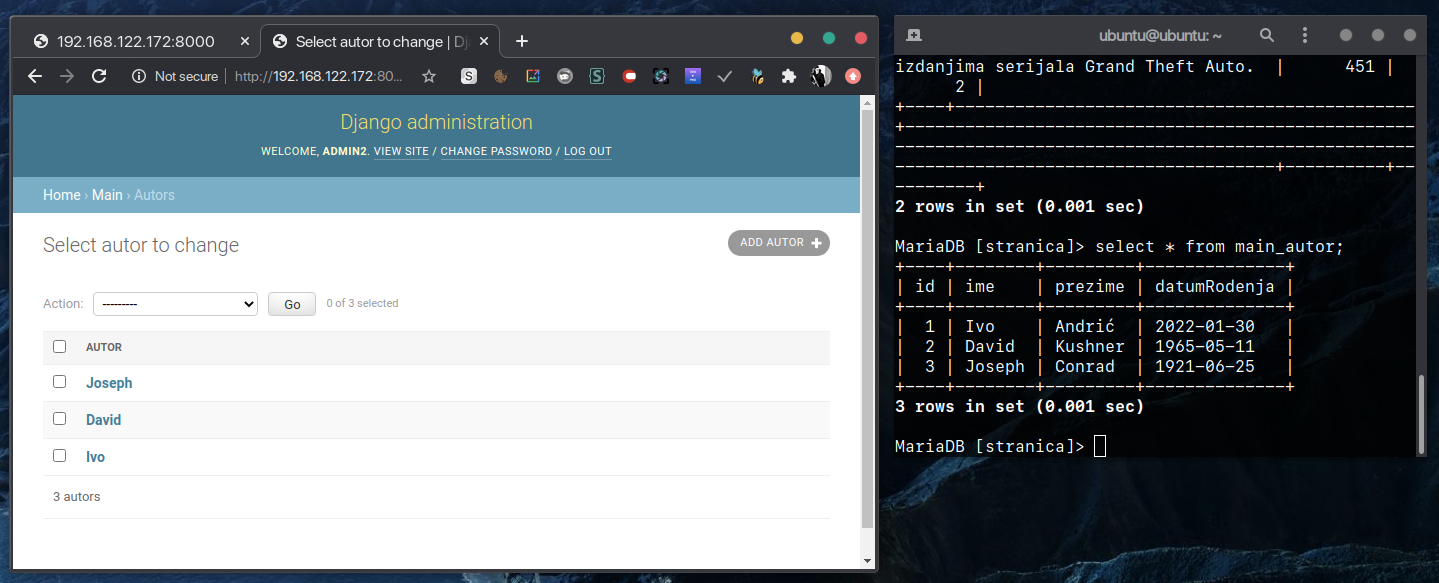 192.168.122.172:8000
Select autor to change | Dj
Not secure | http://192.168.122.172:80...
Django administration
WELCOME, ADMIN2. VIEW SITE / CHANGE PASSWORD / LOG OUT
Home › Main › Autors
Select autor to change
ADD AUTOR +
Action: --------- Go 0 of 3 selected
AUTOR
Joseph
David
Ivo
3 autors
ubuntu@ubuntu: ~
izdanjima serijala Grand Theft Auto. | 451 |
2 |
+----+----------------------------------------------
+---------------------------------------------------
----------------------------------------------------
--------------------------------------+----------+--
--------+
2 rows in set (0.001 sec)
MariaDB [stranica]> select * from main_autor;
+----+--------+---------+--------------+
| id | ime | prezime | datumRodenja |
+----+--------+---------+--------------+
| 1 | Ivo | Andrić | 2022-01-30 |
| 2 | David | Kushner | 1965-05-11 |
| 3 | Joseph | Conrad | 1921-06-25 |
+----+--------+---------+--------------+
3 rows in set (0.001 sec)
MariaDB [stranica]>